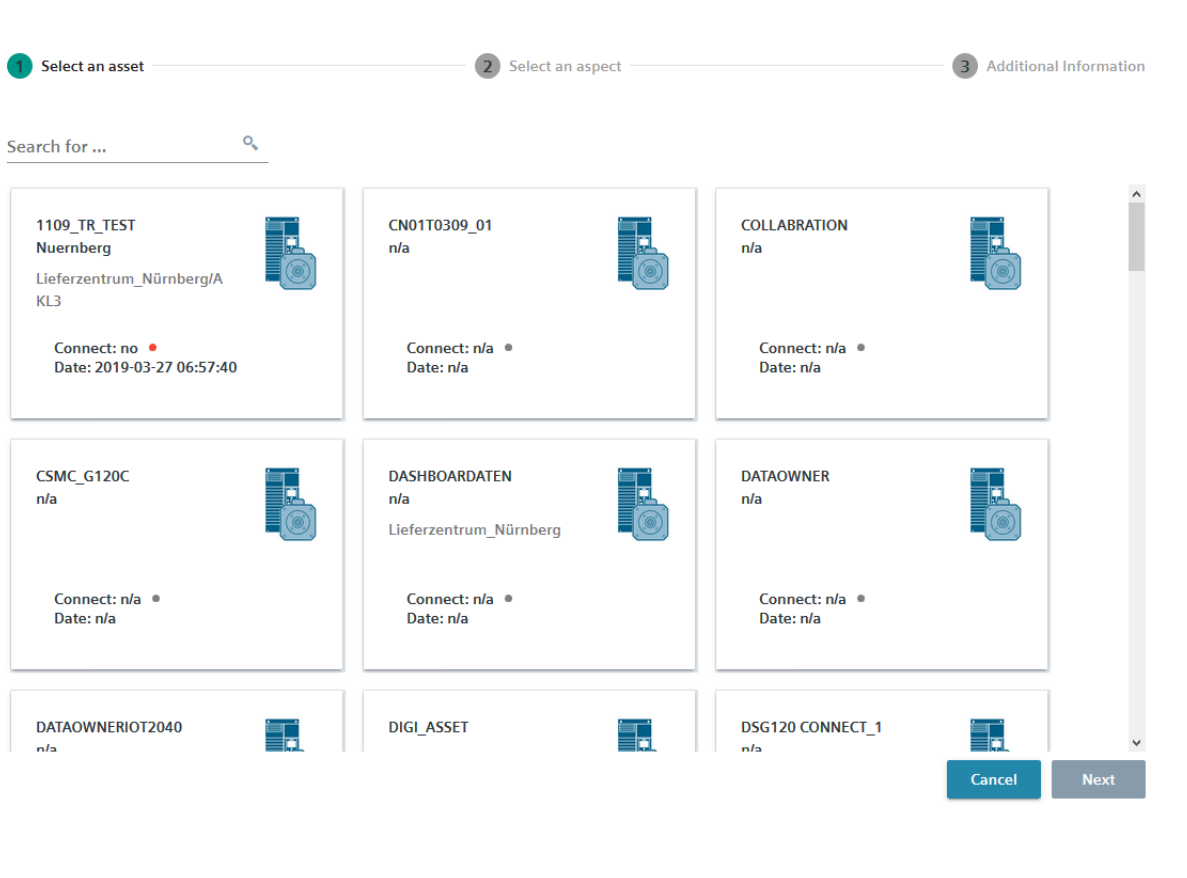 1 Select an asset
2 Select an aspect
3 Additional Information
Search for ...
1109_TR_TEST
Nuernberg
Lieferzentrum_Nürnberg/A
KL3
Connect: no
Date: 2019-03-27 06:57:40
CN01T0309_01
n/a
Connect: n/a
Date: n/a
COLLABRATION
n/a
Connect: n/a
Date: n/a
CSMC_G120C
n/a
Connect: n/a
Date: n/a
DASHBOARDATEN
n/a
Lieferzentrum_Nürnberg
Connect: n/a
Date: n/a
DATAOWNER
n/a
Connect: n/a
Date: n/a
DATAOWNERIOT2040
n/a
DIGI_ASSET
DSG120 CONNECT_1
n/a
Cancel
Next